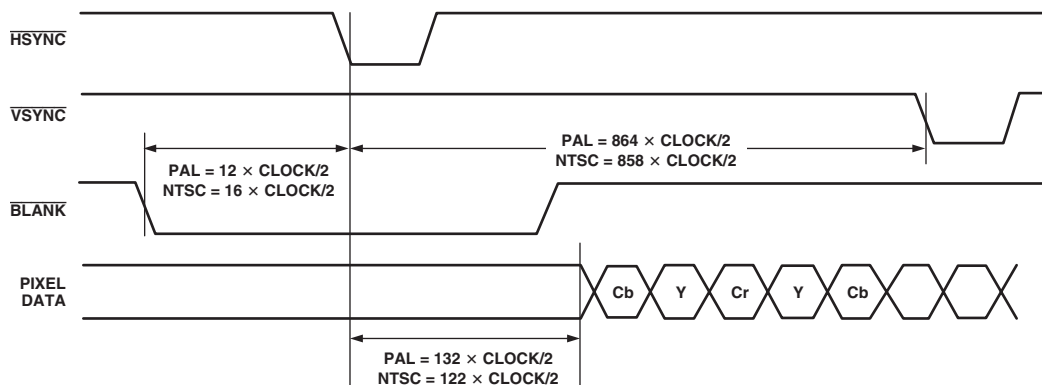 HSYNC
VSYNC
PAL = 864 × CLOCK/2
NTSC = 858 × CLOCK/2
PAL = 12 × CLOCK/2
NTSC = 16 × CLOCK/2
BLANK
PIXEL
DATA
Cb Y Cr Y Cb
PAL = 132 × CLOCK/2
NTSC = 122 × CLOCK/2